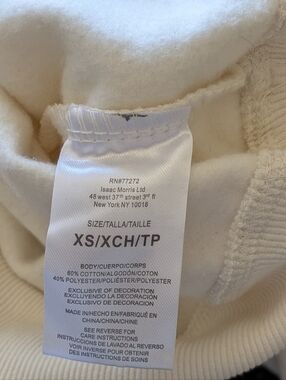 RN#77272
Isaac Morris Ltd
48 west 37th street 3rd fl
New York NY 10018
SIZE/TALLA/TAILLE
XS/XCH/TP
BODY/CUERPO/CORPS
60% COTTON/ALGODÓN/COTON
40% POLYESTER/POLIÉSTER/POLYESTER
EXCLUSIVE OF DECORATION
EXCLUYENDO LA DECORACIÓN
EXCLUSIF DU DECORATION
MADE IN/HECHO EN/FABRIQUÉ EN
CHINA/CHINA/CHINE
SEE REVERSE FOR CARE
INSTRUCTIONS
INSTRUCCIONES DE LAVADO AL REVERSO
VOIR INVERSE POUR OBTENIR
DES INSTRUCTIONS DE SOINS